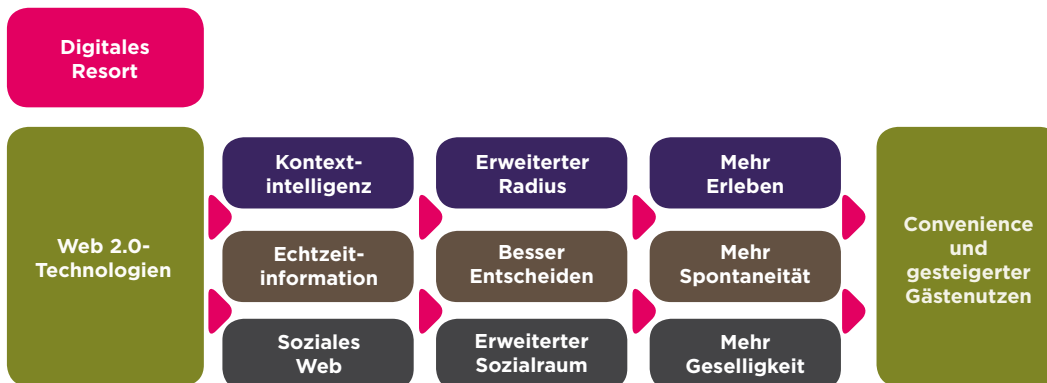 Digitales
Resort
Web 2.0-
Technologien
Kontext-
intelligenz
Erweiterter
Radius
Mehr
Erleben
Echtzeit-
information
Besser
Entscheiden
Mehr
Spontaneität
Soziales
Web
Erweiterter
Sozialraum
Mehr
Geselligkeit
Convenience
und
gesteigerter
Gästenutzen